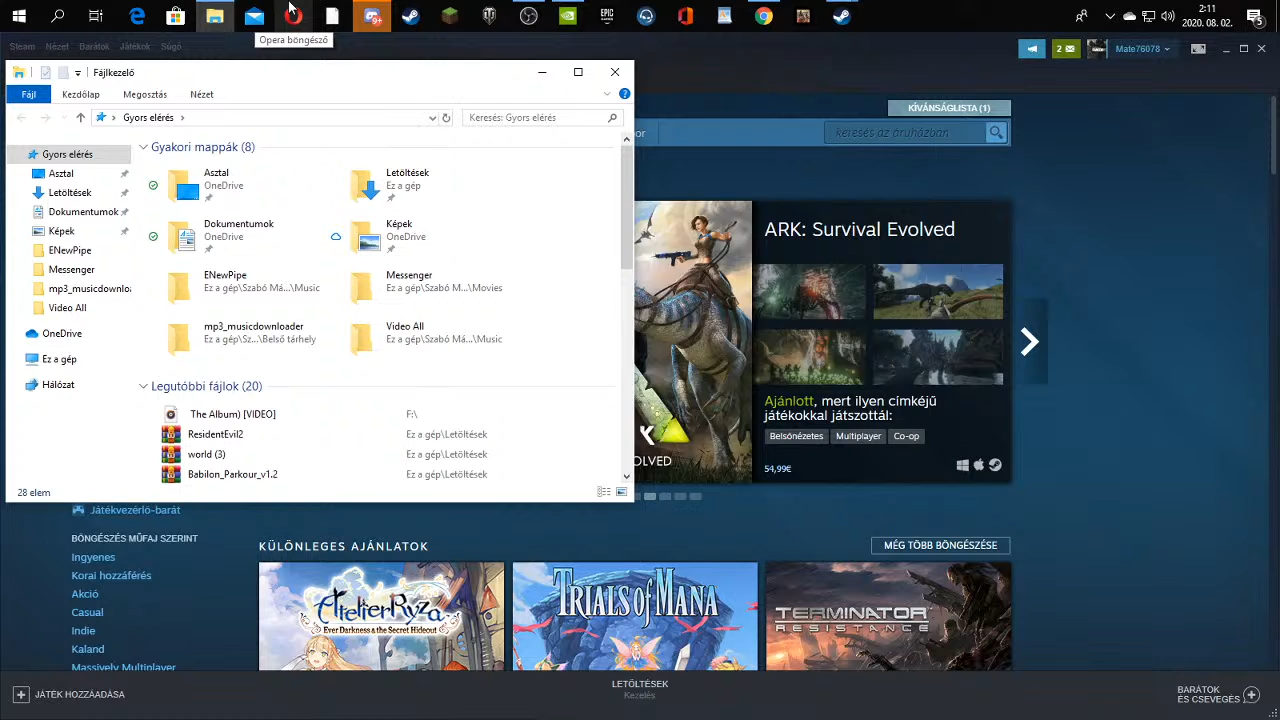 9+
EPIC
2:11
2020. 08. 02.
Opera böngésző
Steam Nézet Barátok Játékok Súgó
2
Mate76078
Fájlkezelő
Fájl Kezdőlap Megosztás Nézet
Gyors elérés
Keresés: Gyors elérés
KÍVÁNSÁGLISTA (1)
keresés az áruházban
Gyors elérés
Asztal
Letöltések
Dokumentumok
Képek
ENewPipe
Messenger
mp3_musicdownloa
Video All
OneDrive
Ez a gép
Hálózat
Gyakori mappák (8)
Asztal
OneDrive
Letöltések
Ez a gép
Dokumentumok
OneDrive
Képek
OneDrive
ENewPipe
Ez a gép\Szabó Má...\Music
Messenger
Ez a gép\Szabó M...\Movies
mp3_musicdownloader
Ez a gép\Sz...\Belső tárhely
Video All
Ez a gép\Szabó Má...\Music
Legutóbbi fájlok (20)
The Album) [VIDEO] F:\
ResidentEvil2 Ez a gép\Letöltések
world (3) Ez a gép\Letöltések
Babilon_Parkour_v1.2 Ez a gép\Letöltések
28 elem
ARK: Survival Evolved
Ajánlott, mert ilyen címkéjű
játékokkal játszottál:
Belsőnézetes Multiplayer Co-op
54,99€
Játékvezérlő-barát
BÖNGÉSZÉS MŰFAJ SZERINT
Ingyenes
Korai hozzáférés
Akció
Casual
Indie
Kaland
Massively Multiplayer
KÜLÖNLEGES AJÁNLATOK
MÉG TÖBB BÖNGÉSZÉSE
Atelier Ryza
Ever Darkness & the Secret Hideout
TRIALS of MANA
TERMINATOR
RESISTANCE
JÁTÉK HOZZÁADÁSA
LETÖLTÉSEK
Kezelés
BARÁTOK
ÉS CSEVEGÉS